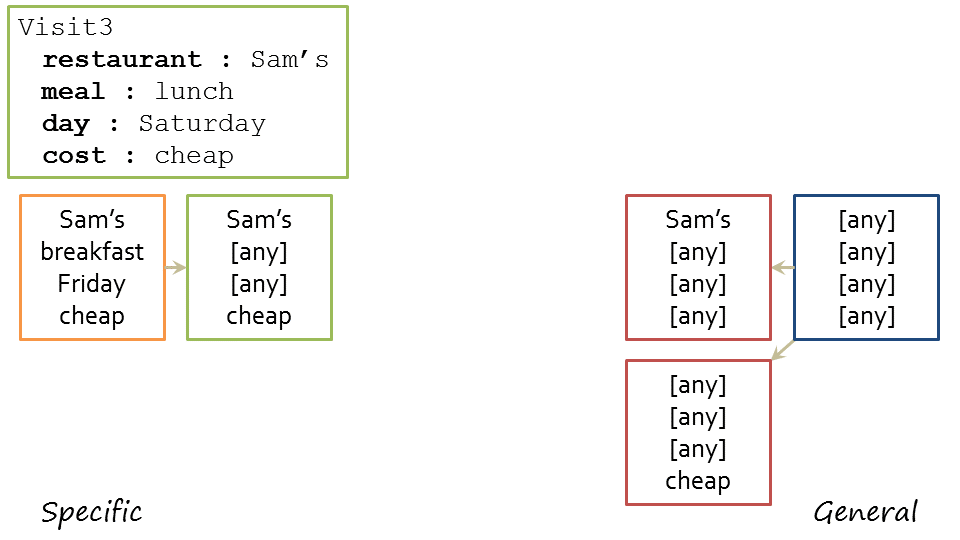 Visit3
restaurant : Sam’s
meal : lunch
day : Saturday
cost : cheap
Sam’s
breakfast
Friday
cheap
Sam’s
[any]
[any]
cheap
Sam’s
[any]
[any]
[any]
[any]
[any]
[any]
[any]
[any]
[any]
[any]
cheap
Specific
General